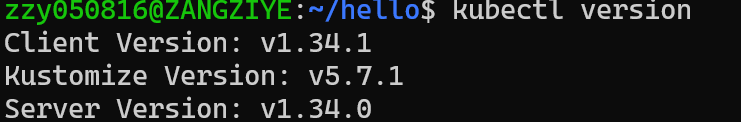 zzy050816@ZANGZIYE:~/hello$ kubectl version
Client Version: v1.34.1
Kustomize Version: v5.7.1
Server Version: v1.34.0